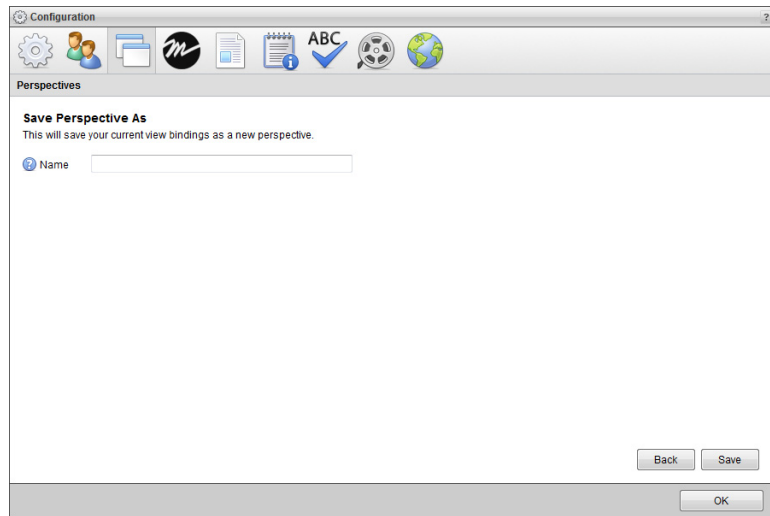 Configuration
?
ABC
Perspectives
Save Perspective As
This will save your current view bindings as a new perspective.
? Name
Back Save
OK